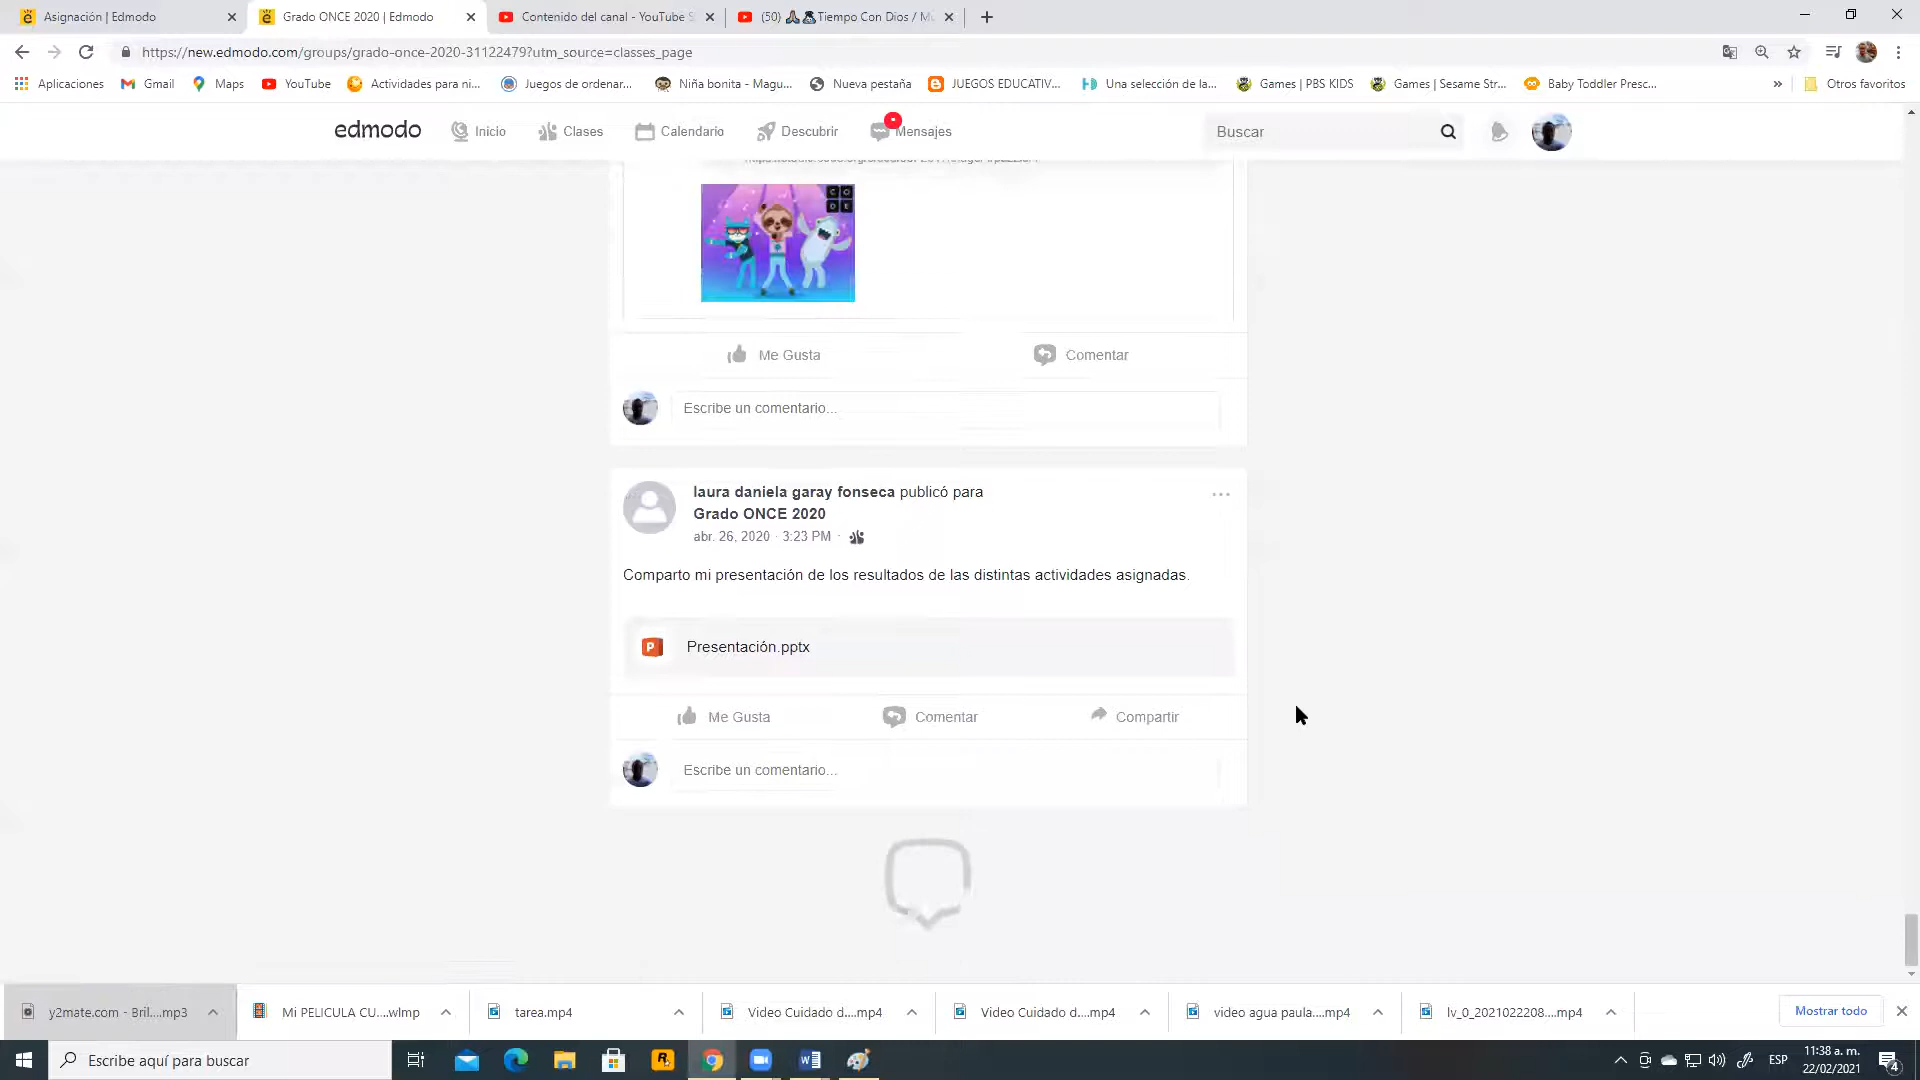 Asignación | Edmodo
Grado ONCE 2020 | Edmodo
Contenido del canal - YouTube S
(50) 🙏🏽 Tiempo Con Dios / Mú
https://new.edmodo.com/groups/grado-once-2020-31122479?utm_source=classes_page
Aplicaciones
Gmail
Maps
YouTube
Actividades para ni...
Juegos de ordenar...
Niña bonita - Magu...
Nueva pestaña
JUEGOS EDUCATIV...
Una selección de la...
Games | PBS KIDS
Games | Sesame Str...
Baby Toddler Presc...
»
Otros favoritos
edmodo
Inicio
Clases
Calendario
Descubrir
Mensajes
Buscar
C O
D E
Me Gusta
Comentar
Escribe un comentario...
laura daniela garay fonseca publicó para
Grado ONCE 2020
abr. 26, 2020 · 3:23 PM ·
Comparto mi presentación de los resultados de las distintas actividades asignadas.
P
Presentación.pptx
Me Gusta
Comentar
Compartir
Escribe un comentario...
y2mate.com - Bril....mp3
Mi PELICULA CU....wlmp
tarea.mp4
Video Cuidado d....mp4
Video Cuidado d....mp4
video agua paula....mp4
lv_0_2021022208....mp4
Mostrar todo
Escribe aquí para buscar
ESP
11:38 a. m.
22/02/2021
4